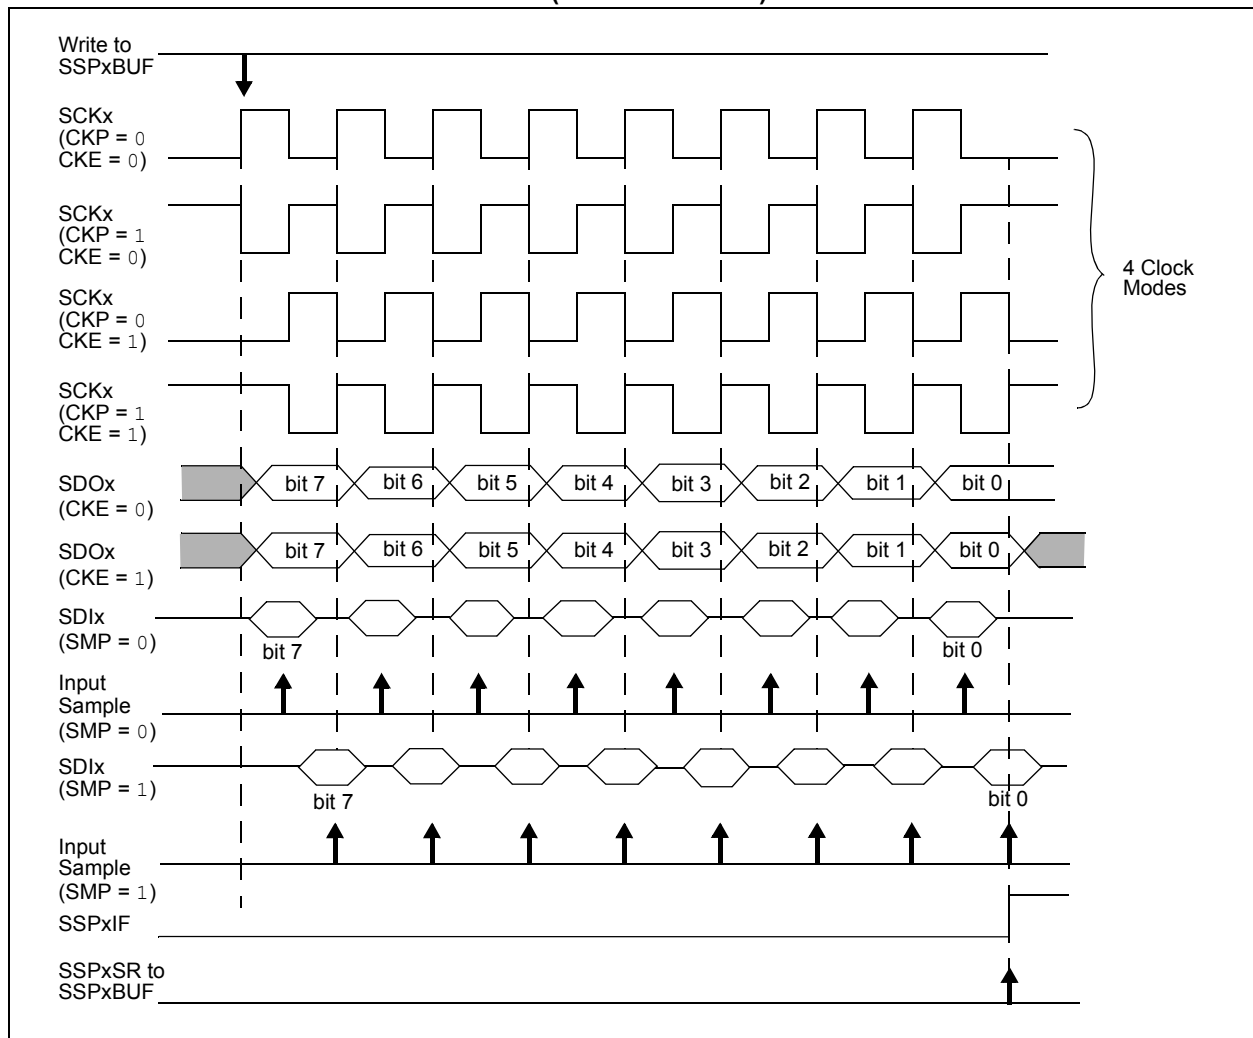 Write to
SSPxBUF
SCKx
(CKP = 0
CKE = 0)
SCKx
(CKP = 1
CKE = 0)
SCKx
(CKP = 0
CKE = 1)
SCKx
(CKP = 1
CKE = 1)
4 Clock
Modes
SDOx
(CKE = 0)
bit 7 bit 6 bit 5 bit 4 bit 3 bit 2 bit 1 bit 0
SDOx
(CKE = 1)
bit 7 bit 6 bit 5 bit 4 bit 3 bit 2 bit 1 bit 0
SDIx
(SMP = 0)
bit 7 bit 0
Input
Sample
(SMP = 0)
SDIx
(SMP = 1)
bit 7 bit 0
Input
Sample
(SMP = 1)
SSPxIF
SSPxSR to
SSPxBUF